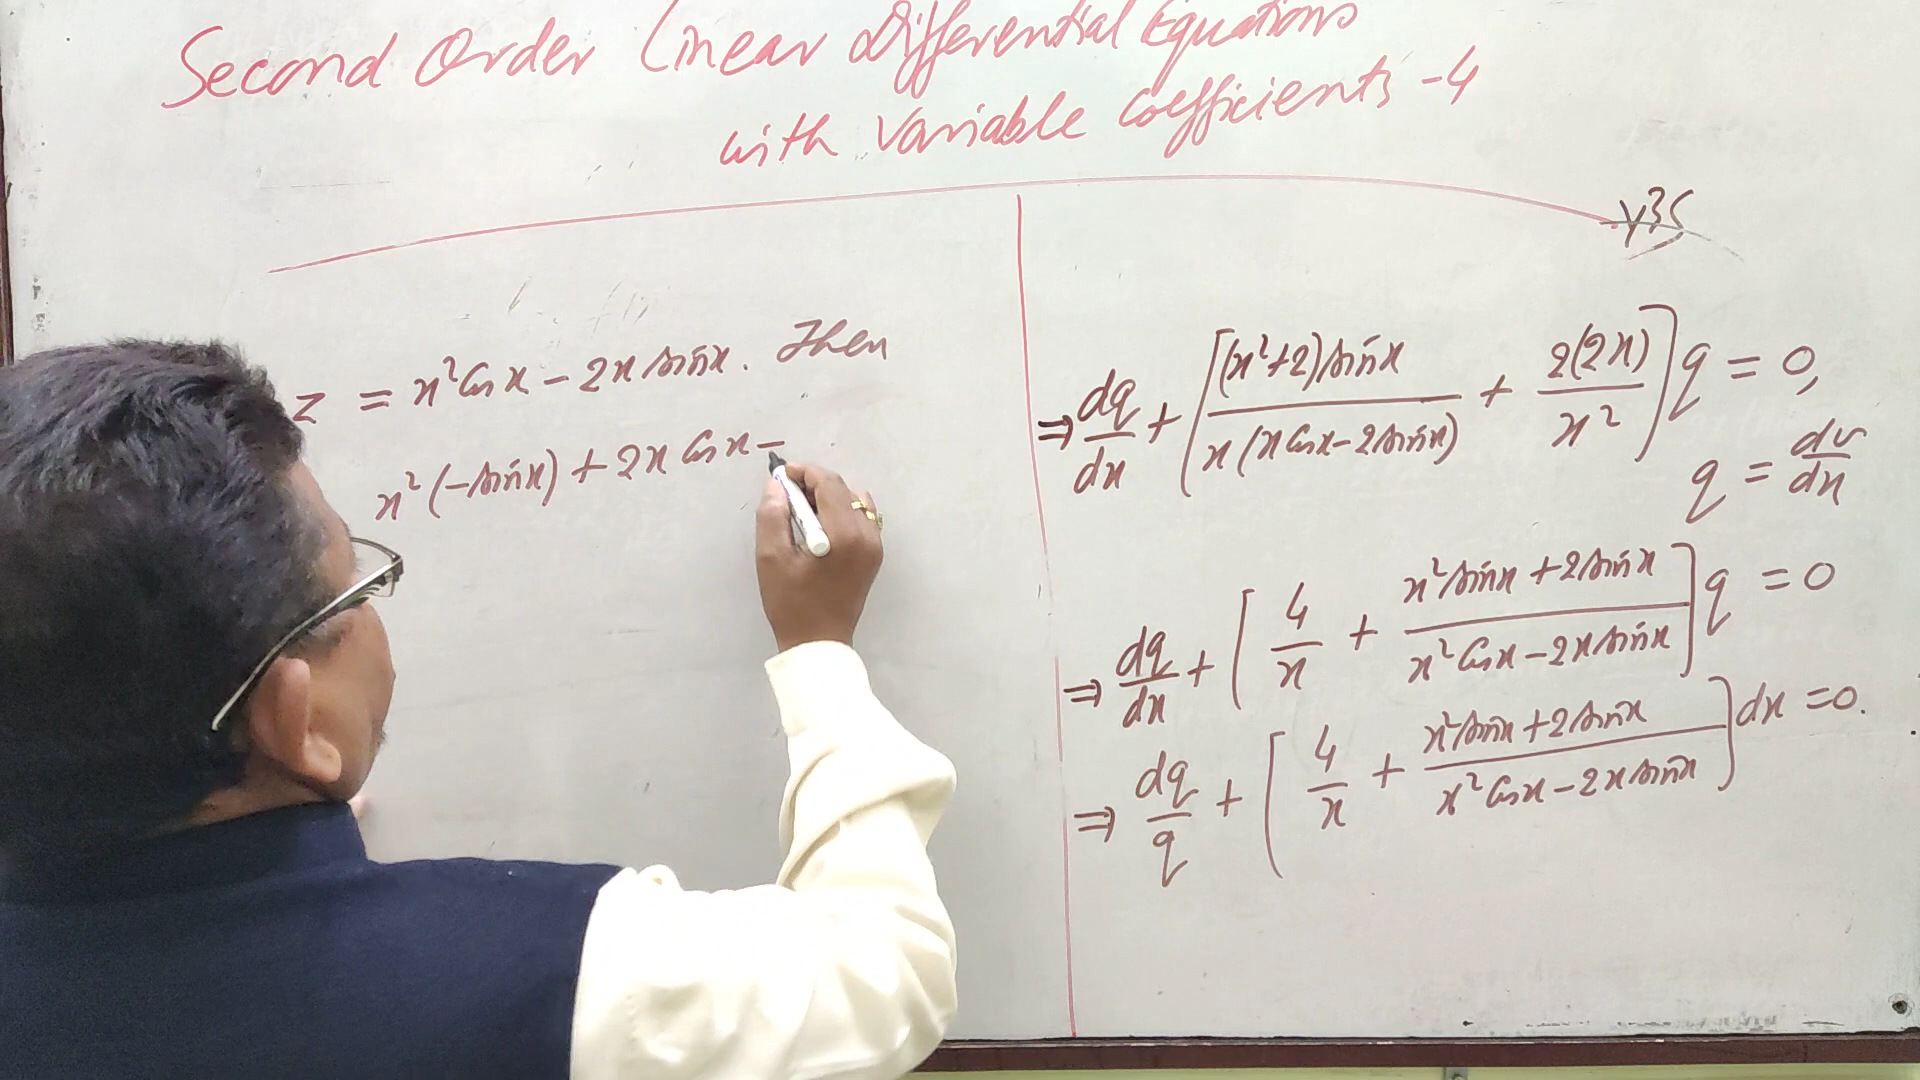 Second Order Linear Differential Equations
with Variable Coefficients -4
z = x² Cos x - 2x sin x. Then
x² (-sin x) + 2x Cos x -
⇒ dq/dx + [(x²+2) sin x / x(x Cos x - 2 sin x) + 2(2x)/x²] q = 0,
q = dv/dx
⇒ dq/dx + [4/x + x² sin x + 2 sin x / x² Cos x - 2x sin x] q = 0
⇒ dq/q + [4/x + x² sin x + 2 sin x / x² Cos x - 2x sin x] dx = 0.